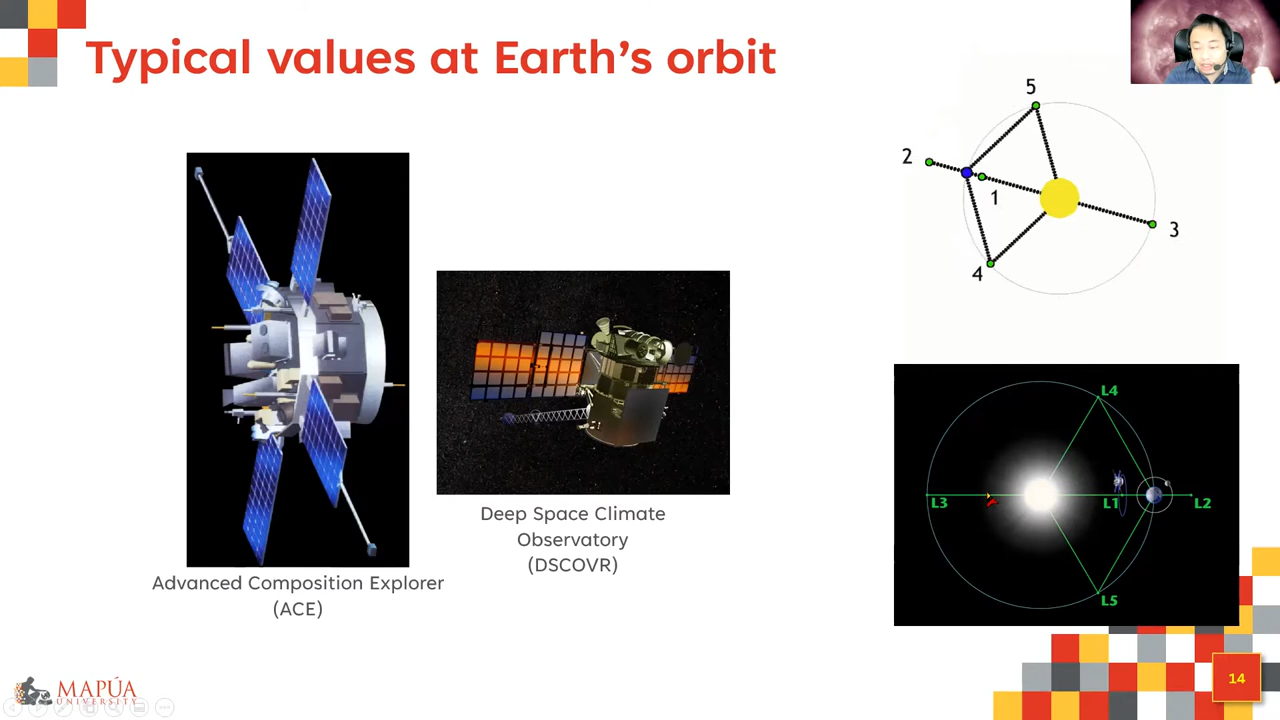 Typical values at Earth's orbit
5
2
1
3
4
Deep Space Climate
Observatory
(DSCOVR)
Advanced Composition Explorer
(ACE)
L4
L3
L1
L2
L5
MAPÚA
UNIVERSITY
14